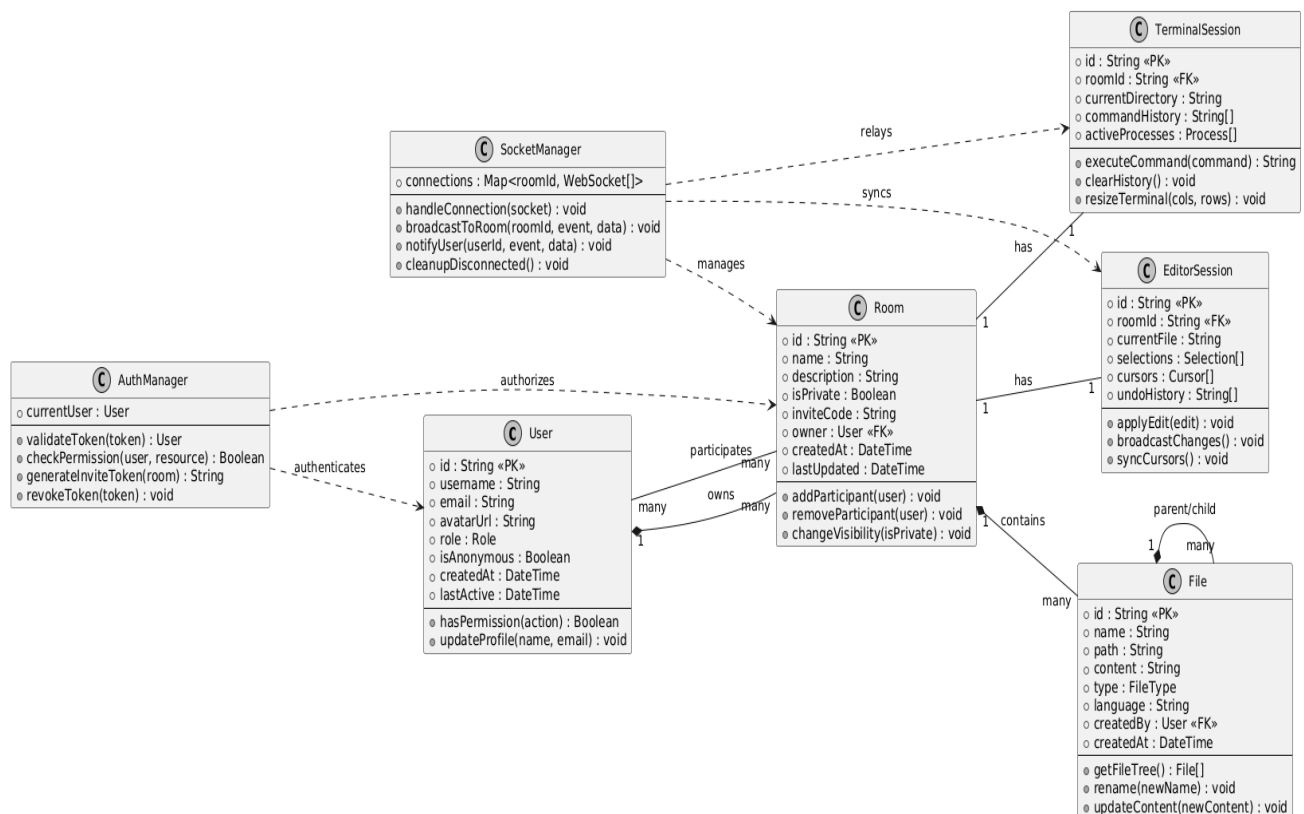 C TerminalSession
id : String «PK»
roomId : String «FK»
currentDirectory : String
commandHistory : String[]
activeProcesses : Process[]
executeCommand(command) : String
clearHistory() : void
resizeTerminal(cols, rows) : void
C SocketManager
connections : Map<roomId, WebSocket[]>
handleConnection(socket) : void
broadcastToRoom(roomId, event, data) : void
notifyUser(userId, event, data) : void
cleanupDisconnected() : void
relays
syncs
manages
has
1
1
C EditorSession
id : String «PK»
roomId : String «FK»
currentFile : String
selections : Selection[]
cursors : Cursor[]
undoHistory : String[]
applyEdit(edit) : void
broadcastChanges() : void
syncCursors() : void
C Room
id : String «PK»
name : String
description : String
isPrivate : Boolean
inviteCode : String
owner : User «FK»
createdAt : DateTime
lastUpdated : DateTime
addParticipant(user) : void
removeParticipant(user) : void
changeVisibility(isPrivate) : void
has
1
1
C AuthManager
currentUser : User
validateToken(token) : User
checkPermission(user, resource) : Boolean
generateInviteToken(room) : String
revokeToken(token) : void
authorizes
authenticates
C User
id : String «PK»
username : String
email : String
avatarUrl : String
role : Role
isAnonymous : Boolean
createdAt : DateTime
lastActive : DateTime
hasPermission(action) : Boolean
updateProfile(name, email) : void
participates
many
many
owns
many
1
1
contains
many
parent/child
1
many
C File
id : String «PK»
name : String
path : String
content : String
type : FileType
language : String
createdBy : User «FK»
createdAt : DateTime
getFileTree() : File[]
rename(newName) : void
updateContent(newContent) : void